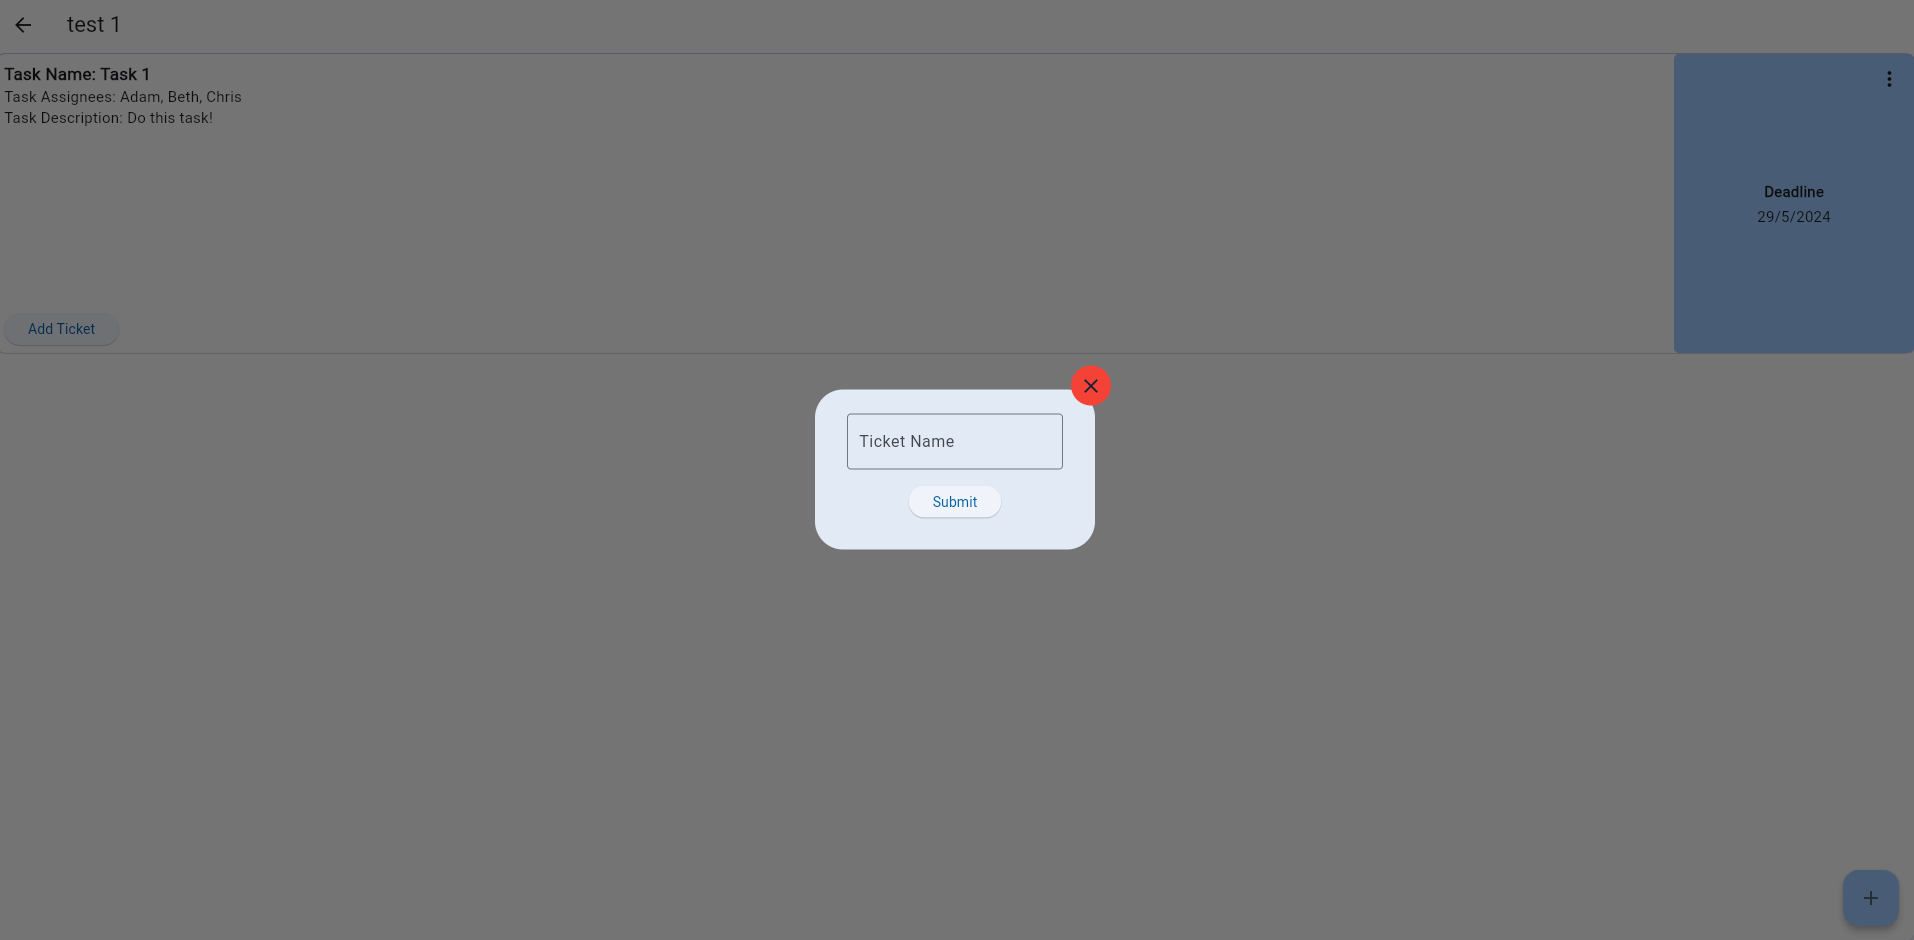 test 1
Task Name: Task 1
Task Assignees: Adam, Beth, Chris
Task Description: Do this task!
Deadline
29/5/2024
Add Ticket
Ticket Name
Submit